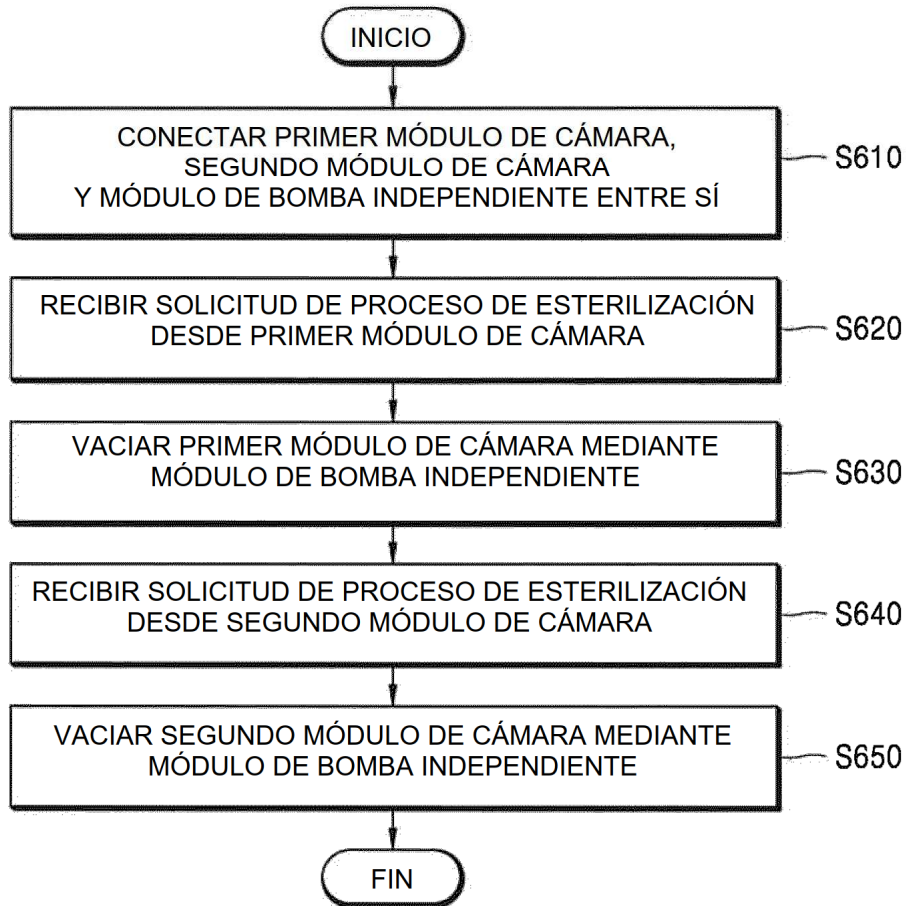 INICIO
CONECTAR PRIMER MÓDULO DE CÁMARA,
SEGUNDO MÓDULO DE CÁMARA
Y MÓDULO DE BOMBA INDEPENDIENTE ENTRE SÍ
S610
RECIBIR SOLICITUD DE PROCESO DE ESTERILIZACIÓN
DESDE PRIMER MÓDULO DE CÁMARA
S620
VACIAR PRIMER MÓDULO DE CÁMARA MEDIANTE
MÓDULO DE BOMBA INDEPENDIENTE
S630
RECIBIR SOLICITUD DE PROCESO DE ESTERILIZACIÓN
DESDE SEGUNDO MÓDULO DE CÁMARA
S640
VACIAR SEGUNDO MÓDULO DE CÁMARA MEDIANTE
MÓDULO DE BOMBA INDEPENDIENTE
S650
FIN